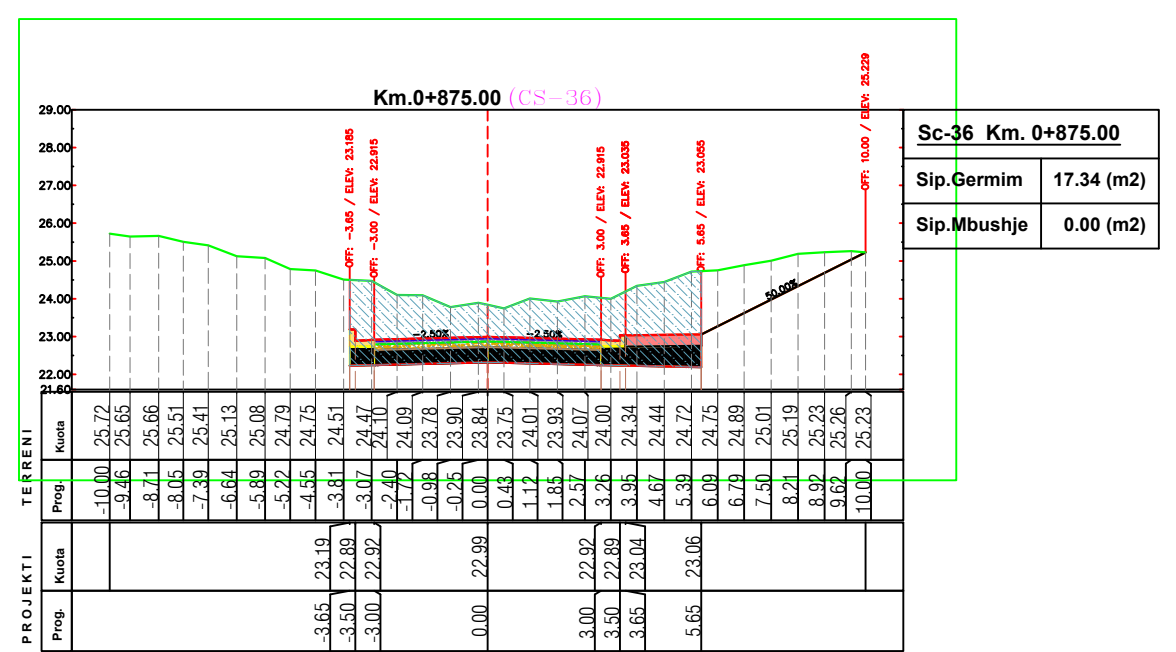 Km.0+875.00 (CS-36)
29.00
28.00
27.00
26.00
25.00
24.00
23.00
22.00
21.60
OFF: -3.65 / ELEV: 23.185
OFF: -3.00 / ELEV: 22.915
OFF: 3.00 / ELEV: 22.915
OFF: 3.65 / ELEV: 23.035
OFF: 5.65 / ELEV: 23.055
OFF: 10.00 / ELEV: 25.229
-2.50%
-2.50%
50.00%
Sc-36 Km. 0+875.00
Sip.Germim 17.34 (m2)
Sip.Mbushje 0.00 (m2)
TERRENI
Kuota 25.72 25.65 25.66 25.51 25.41 25.13 25.08 24.79 24.75 24.51 24.47 24.10 24.09 23.78 23.90 23.84 23.75 24.01 23.93 24.07 24.00 24.34 24.44 24.72 24.75 24.89 25.01 25.19 25.23 25.26 25.23
Prog. -10.00 -9.46 -8.71 -8.05 -7.39 -6.64 -5.89 -5.22 -4.55 -3.81 -3.07 -2.40 -1.72 -0.98 -0.25 0.00 0.43 1.12 1.85 2.57 3.26 3.95 4.67 5.39 6.09 6.79 7.50 8.21 8.92 9.62 10.00
PROJEKTI
Kuota 23.19 22.89 22.92 22.99 22.92 22.89 23.04 23.06
Prog. -3.65 -3.50 -3.00 0.00 3.00 3.50 3.65 5.65